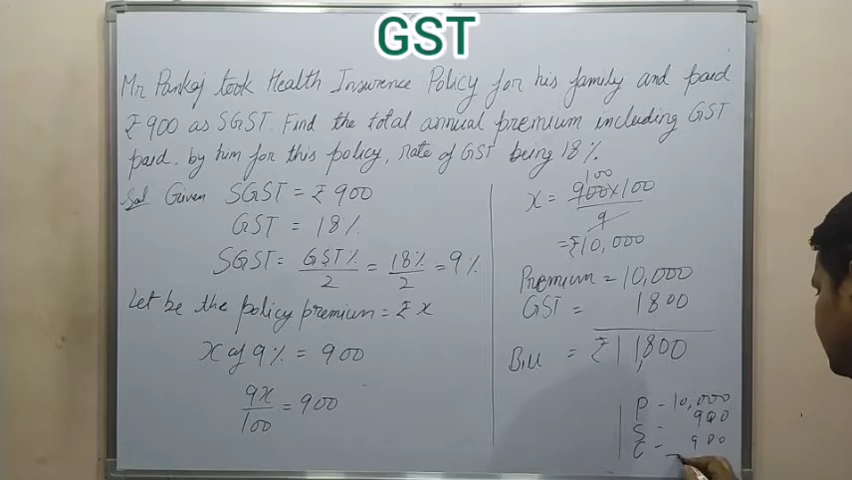 GST
Mr Pankaj took Health Insurence Policy for his family and paid
₹ 900 as SGST. Find the total annual premium including GST
paid. by him for this policy, rate of GST being 18%.
Sol Given SGST = ₹ 900
GST = 18%
SGST = GST% / 2 = 18% / 2 = 9%
Let be the policy premium = ₹ x
x of 9% = 900
9x / 100 = 900
100
x = 900 × 100 / 9
= ₹ 10,000
Premium = 10,000
GST = 1800
Bill = ₹ 11,800
P - 10,000
S - 900
C = 900